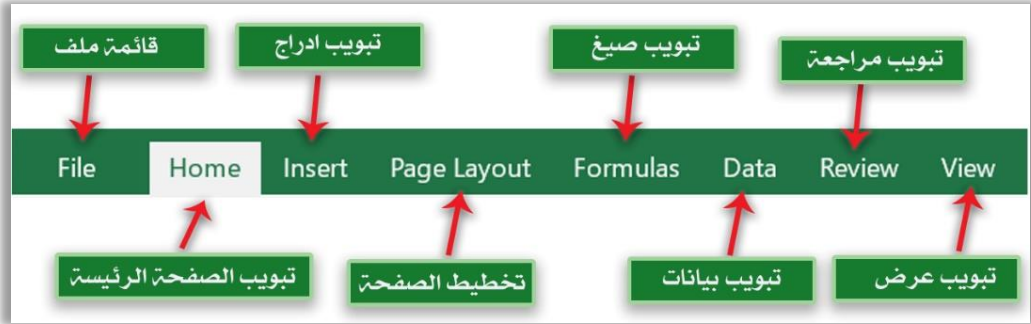 قائمة ملف
تبويب ادراج
تبويب صيغ
تبويب مراجعة
File Home Insert Page Layout Formulas Data Review View
تبويب الصفحة الرئيسة
تخطيط الصفحة
تبويب بيانات
تبويب عرض